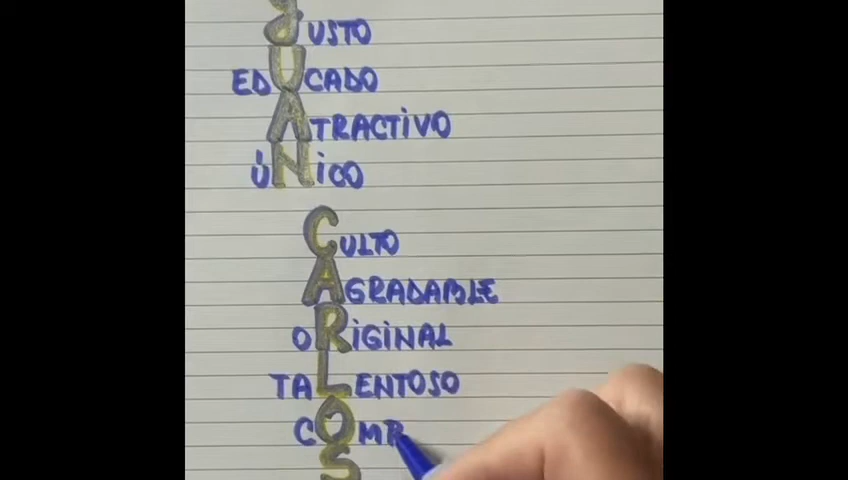 JUSTO
EDUCADO
ATRACTIVO
ÚNICO
CULTO
AGRADABLE
ORIGINAL
TALENTOSO
COMP
S